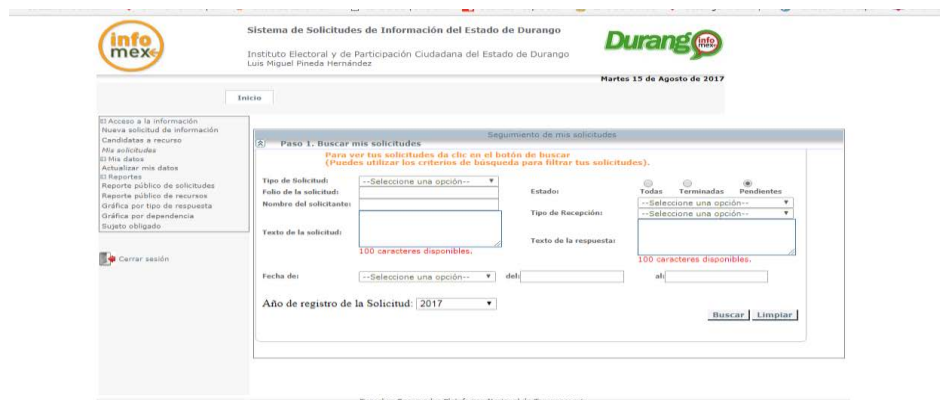 info
mex
Sistema de Solicitudes de Información del Estado de Durango
Instituto Electoral y de Participación Ciudadana del Estado de Durango
Luis Miguel Pineda Hernández
Durango
info
mex
Martes 15 de Agosto de 2017
Inicio
Acceso a la información
Nueva solicitud de información
Candidatas a recurso
Mis solicitudes
Mis datos
Actualizar mis datos
Reportes
Reporte público de solicitudes
Reporte público de recursos
Gráfica por tipo de respuesta
Gráfica por dependencia
Sujeto obligado
Cerrar sesión
Seguimiento de mis solicitudes
Paso 1. Buscar mis solicitudes
Para ver tus solicitudes da clic en el botón de buscar
(Puedes utilizar los criterios de búsqueda para filtrar tus solicitudes).
Tipo de Solicitud: --Seleccione una opción--
Folio de la solicitud:
Estado: Todas Terminadas Pendientes
Nombre del solicitante: --Seleccione una opción--
Tipo de Recepción: --Seleccione una opción--
Texto de la solicitud:
Texto de la respuesta:
100 caracteres disponibles.
100 caracteres disponibles.
Fecha de: --Seleccione una opción-- del: al:
Año de registro de la Solicitud: 2017
Buscar Limpiar